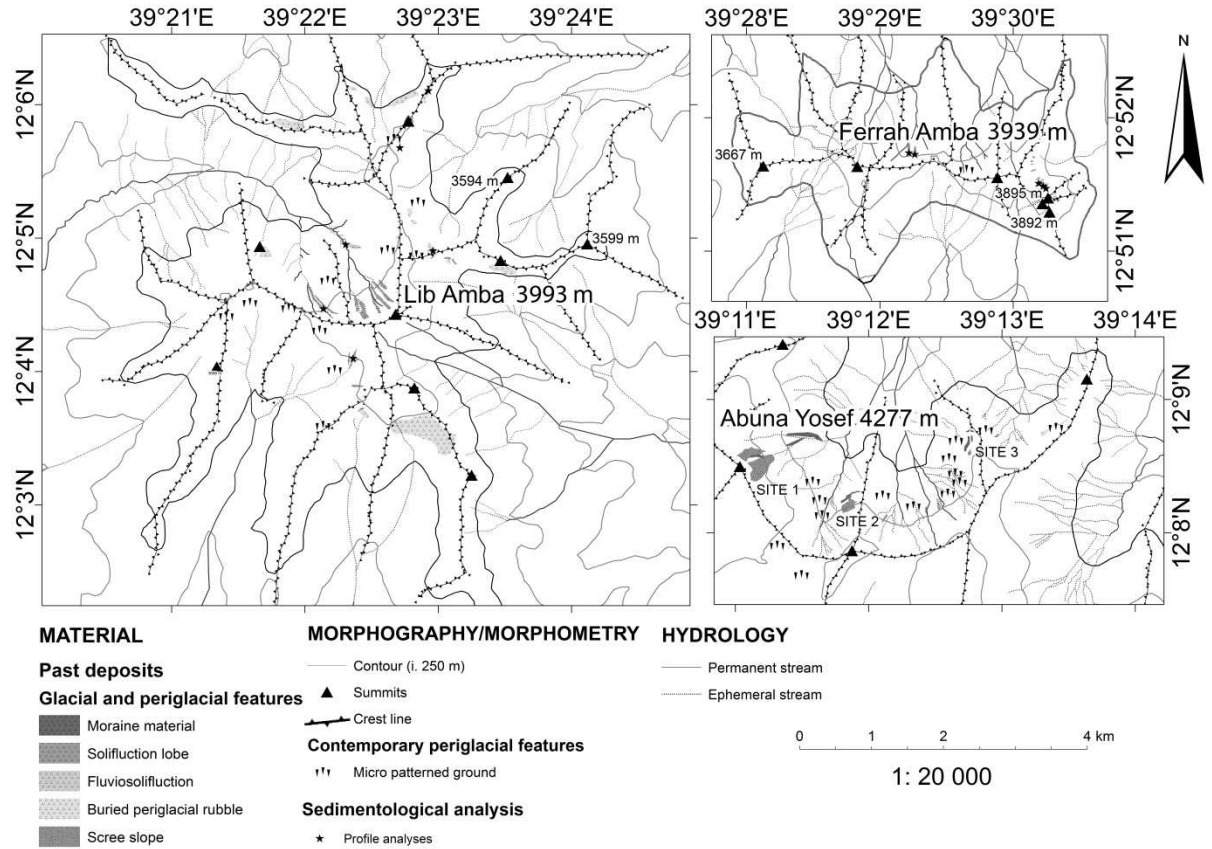 39°21'E 39°22'E 39°23'E 39°24'E
12°6'N
12°5'N
12°4'N
12°3'N
3594 m
3599 m
Lib Amba 3993 m
39°28'E 39°29'E 39°30'E
12°52'N
12°51'N
Ferrah Amba 3939 m
3667 m
3895 m
3892 m
N
39°11'E 39°12'E 39°13'E 39°14'E
12°9'N
12°8'N
Abuna Yosef 4277 m
SITE 1
SITE 2
SITE 3
MATERIAL
Past deposits
Glacial and periglacial features
Moraine material
Solifluction lobe
Fluviosolifluction
Buried periglacial rubble
Scree slope
MORPHOGRAPHY/MORPHOMETRY
Contour (i. 250 m)
Summits
Crest line
Contemporary periglacial features
Micro patterned ground
Sedimentological analysis
Profile analyses
HYDROLOGY
Permanent stream
Ephemeral stream
0 1 2 4 km
1: 20 000